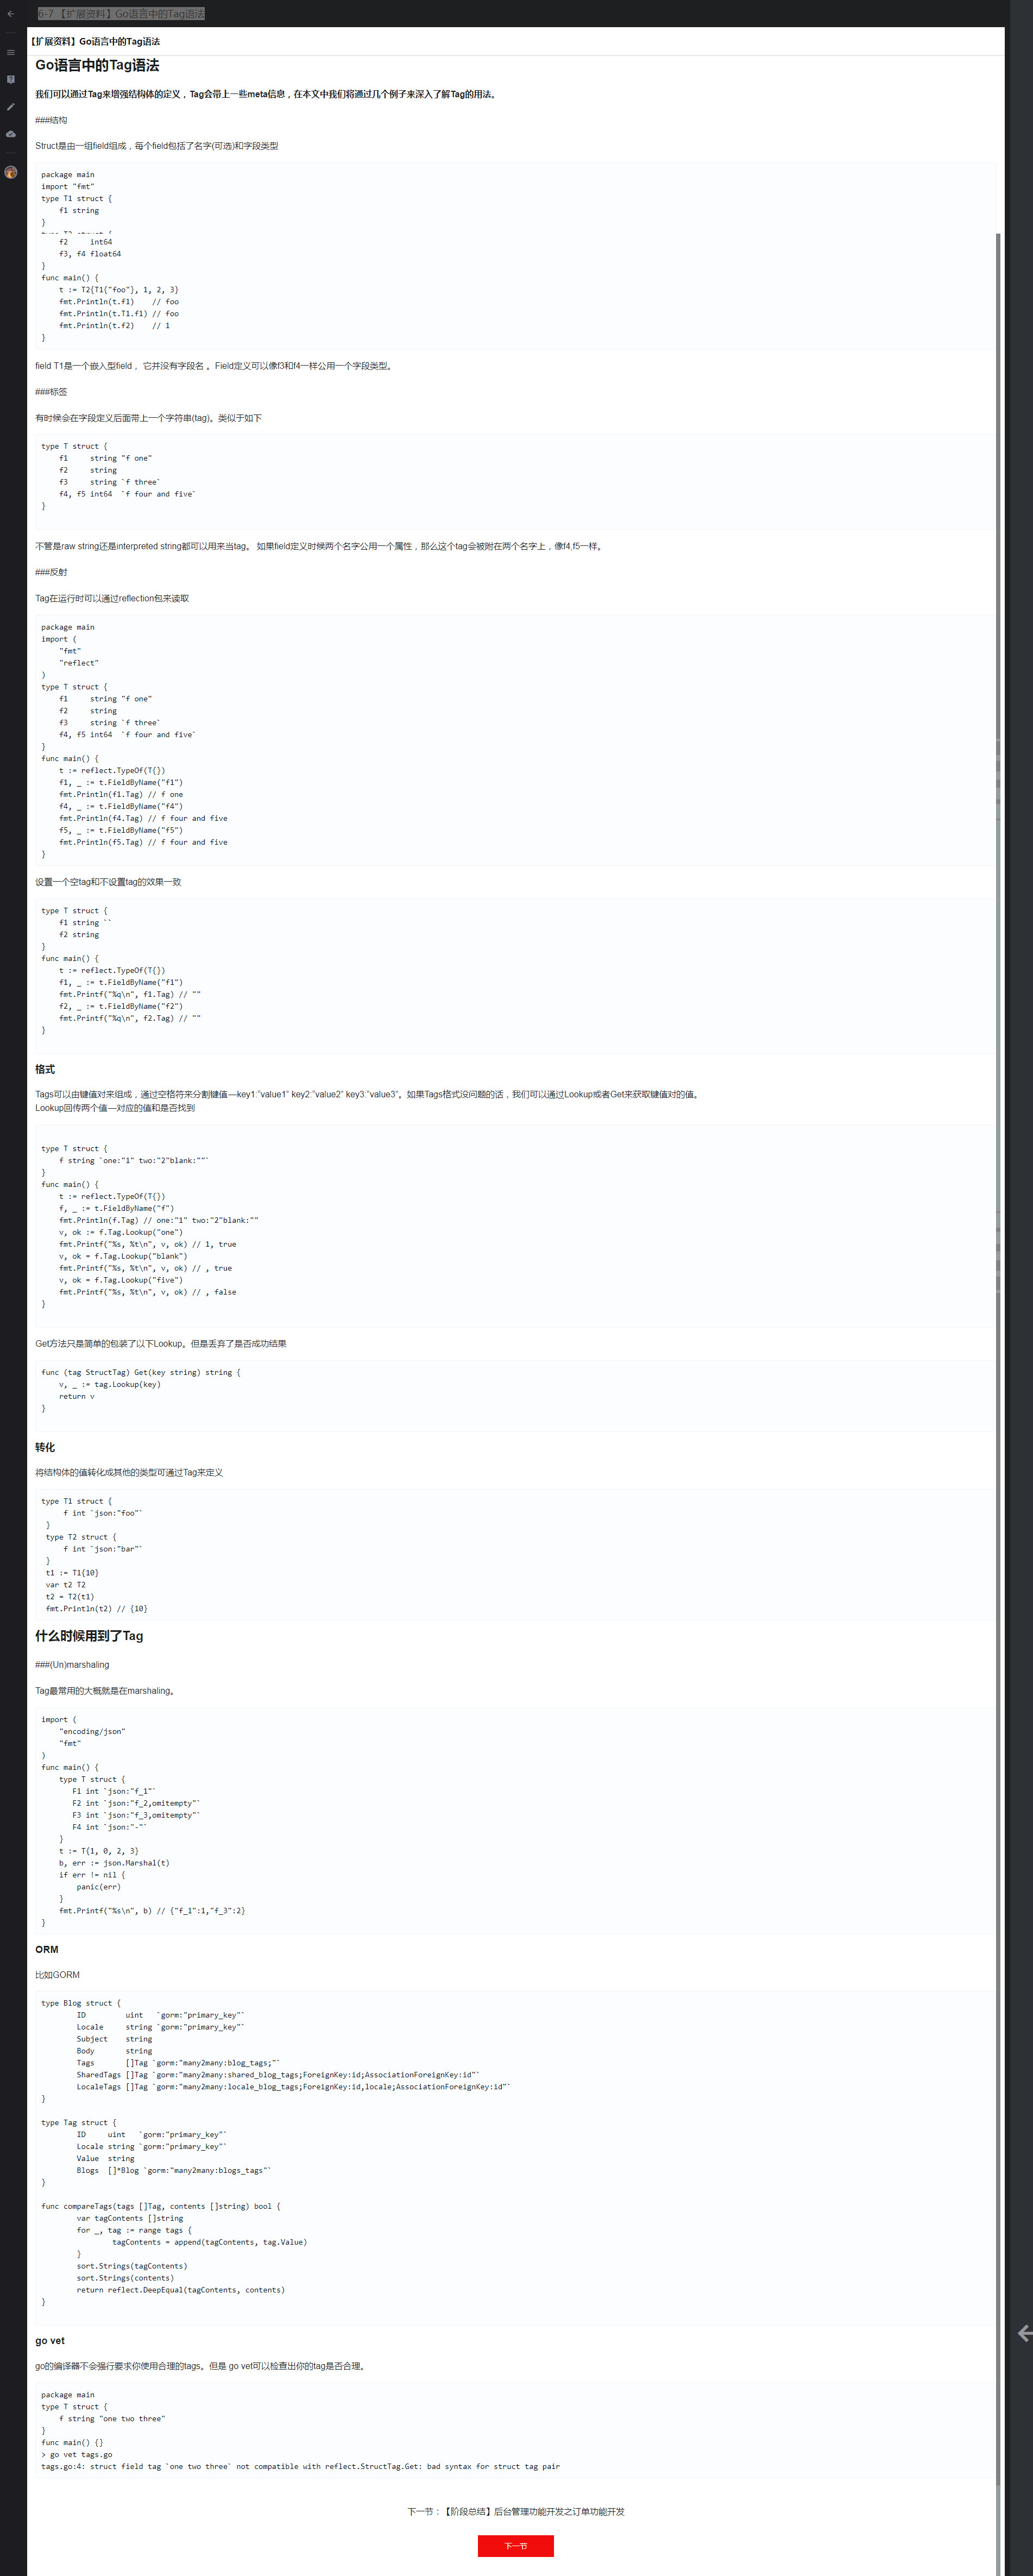 6-7 【扩展资料】Go语言中的Tag语法
【扩展资料】Go语言中的Tag语法
Go语言中的Tag语法
我们可以通过Tag来增强结构体的定义，Tag会带上一些meta信息，在本文中我们将通过几个例子来深入了解Tag的用法。
###结构
Struct是由一组field组成，每个field包括了名字(可选)和字段类型
package main
import "fmt"
type T1 struct {
    f1 string
}
type T2 struct {
    f2     int64
    f3, f4 float64
}
func main() {
    t := T2{T1{"foo"}, 1, 2, 3}
    fmt.Println(t.f1)    // foo
    fmt.Println(t.T1.f1) // foo
    fmt.Println(t.f2)    // 1
}
field T1是一个嵌入型field， 它并没有字段名 。Field定义可以像f3和f4一样公用一个字段类型。
###标签
有时候会在字段定义后面带上一个字符串(tag)。类似于如下
type T struct {
    f1     string "f one"
    f2     string
    f3     string `f three`
    f4, f5 int64  `f four and five`
}
不管是raw string还是interpreted string都可以用来当tag。 如果field定义时候两个名字公用一个属性，那么这个tag会被附在两个名字上，像f4,f5一样。
###反射
Tag在运行时可以通过reflection包来读取
package main
import (
    "fmt"
    "reflect"
)
type T struct {
    f1     string "f one"
    f2     string
    f3     string `f three`
    f4, f5 int64  `f four and five`
}
func main() {
    t := reflect.TypeOf(T{})
    f1, _ := t.FieldByName("f1")
    fmt.Println(f1.Tag) // f one
    f4, _ := t.FieldByName("f4")
    fmt.Println(f4.Tag) // f four and five
    f5, _ := t.FieldByName("f5")
    fmt.Println(f5.Tag) // f four and five
}
设置一个空tag和不设置tag的效果一致
type T struct {
    f1 string ``
    f2 string
}
func main() {
    t := reflect.TypeOf(T{})
    f1, _ := t.FieldByName("f1")
    fmt.Printf("%q\n", f1.Tag) // ""
    f2, _ := t.FieldByName("f2")
    fmt.Printf("%q\n", f2.Tag) // ""
}
格式
Tags可以由键值对来组成，通过空格符来分割键值—key1:"value1" key2:"value2" key3:"value3"。如果Tags格式没问题的话，我们可以通过Lookup或者Get来获取键值对的值。
Lookup回传两个值—对应的值和是否找到
type T struct {
    f string `one:"1" two:"2"blank:""`
}
func main() {
    t := reflect.TypeOf(T{})
    f, _ := t.FieldByName("f")
    fmt.Println(f.Tag) // one:"1" two:"2"blank:""
    v, ok := f.Tag.Lookup("one")
    fmt.Printf("%s, %t\n", v, ok) // 1, true
    v, ok = f.Tag.Lookup("blank")
    fmt.Printf("%s, %t\n", v, ok) // , true
    v, ok = f.Tag.Lookup("five")
    fmt.Printf("%s, %t\n", v, ok) // , false
}
Get方法只是简单的包装了以下Lookup。但是丢弃了是否成功结果
func (tag StructTag) Get(key string) string {
    v, _ := tag.Lookup(key)
    return v
}
转化
将结构体的值转化成其他的类型可通过Tag来定义
type T1 struct {
     f int `json:"foo"`
 }
 type T2 struct {
     f int `json:"bar"`
 }
 t1 := T1{10}
 var t2 T2
 t2 = T2(t1)
 fmt.Println(t2) // {10}
什么时候用到了Tag
###(Un)marshaling
Tag最常用的大概就是在marshaling。
import (
    "encoding/json"
    "fmt"
)
func main() {
    type T struct {
       F1 int `json:"f_1"`
       F2 int `json:"f_2,omitempty"`
       F3 int `json:"f_3,omitempty"`
       F4 int `json:"-"`
    }
    t := T{1, 0, 2, 3}
    b, err := json.Marshal(t)
    if err != nil {
        panic(err)
    }
    fmt.Printf("%s\n", b) // {"f_1":1,"f_3":2}
}
ORM
比如GORM
type Blog struct {
        ID         uint   `gorm:"primary_key"`
        Locale     string `gorm:"primary_key"`
        Subject    string
        Body       string
        Tags       []Tag `gorm:"many2many:blog_tags;"`
        SharedTags []Tag `gorm:"many2many:shared_blog_tags;ForeignKey:id;AssociationForeignKey:id"`
        LocaleTags []Tag `gorm:"many2many:locale_blog_tags;ForeignKey:id,locale;AssociationForeignKey:id"`
}
type Tag struct {
        ID     uint   `gorm:"primary_key"`
        Locale string `gorm:"primary_key"`
        Value  string
        Blogs  []*Blog `gorm:"many2many:blogs_tags"`
}
func compareTags(tags []Tag, contents []string) bool {
        var tagContents []string
        for _, tag := range tags {
                tagContents = append(tagContents, tag.Value)
        }
        sort.Strings(tagContents)
        sort.Strings(contents)
        return reflect.DeepEqual(tagContents, contents)
}
go vet
go的编译器不会强行要求你使用合理的tags。但是 go vet可以检查出你的tag是否合理。
package main
type T struct {
    f string "one two three"
}
func main() {}
> go vet tags.go
tags.go:4: struct field tag `one two three` not compatible with reflect.StructTag.Get: bad syntax for struct tag pair
下一节：【阶段总结】后台管理功能开发之订单功能开发
下一节